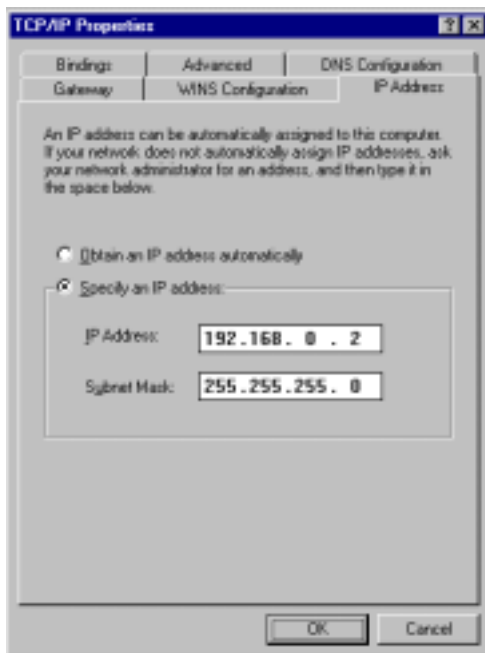 TCP/IP Properties
Bindings Advanced DNS Configuration
Gateway WINS Configuration IP Address
An IP address can be automatically assigned to this computer.
If your network does not automatically assign IP addresses, ask
your network administrator for an address, and then type it in
the space below.
Obtain an IP address automatically
Specify an IP address:
IP Address: 192.168. 0 . 2
Subnet Mask: 255.255.255. 0
OK Cancel